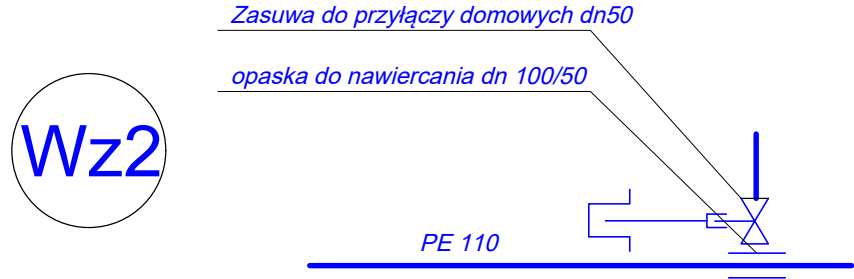 Zasuwa do przyłączy domowych dn50
opaska do nawiercania dn 100/50
Wz2
PE 110